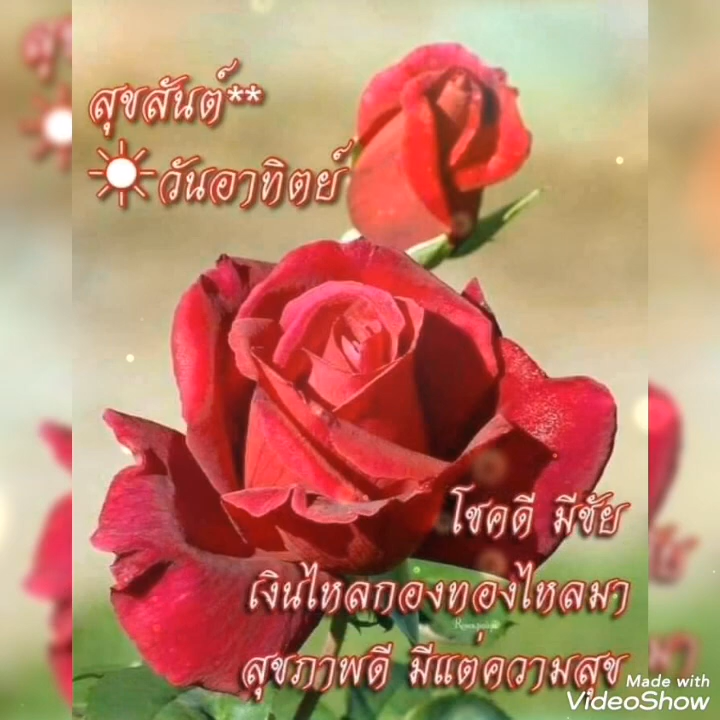 สุขสันต์**
วันอาทิตย์
โชคดี มีชัย
เงินไหลกองทองไหลมา
สุขภาพดี มีแต่ความสุข
Made with
VideoShow